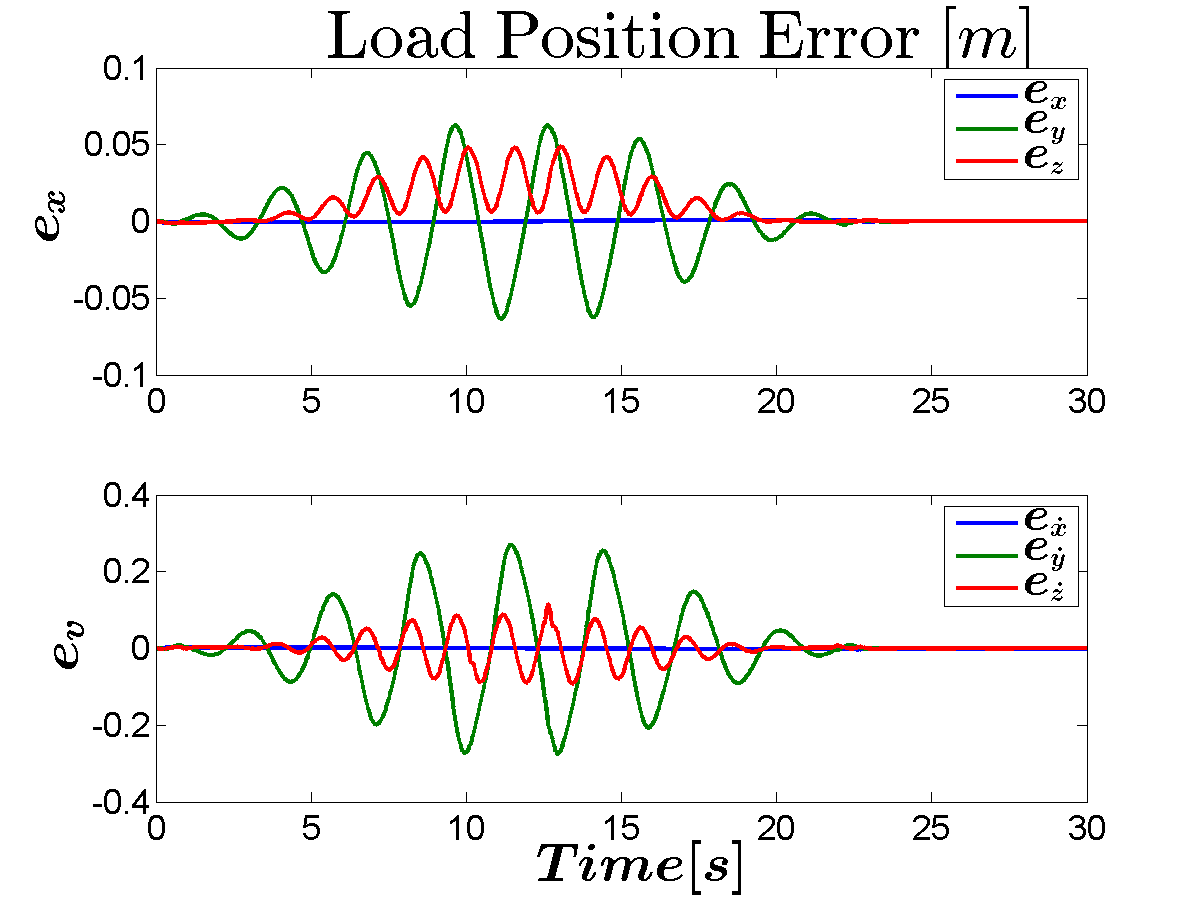 Load Position Error [m]
0.1
0.05
0
-0.05
-0.1
e_x
e_x
e_y
e_z
0 5 10 15 20 25 30
0.4
0.2
0
-0.2
-0.4
e_v
e_ẋ
e_ẏ
e_ż
0 5 10 15 20 25 30
Time[s]